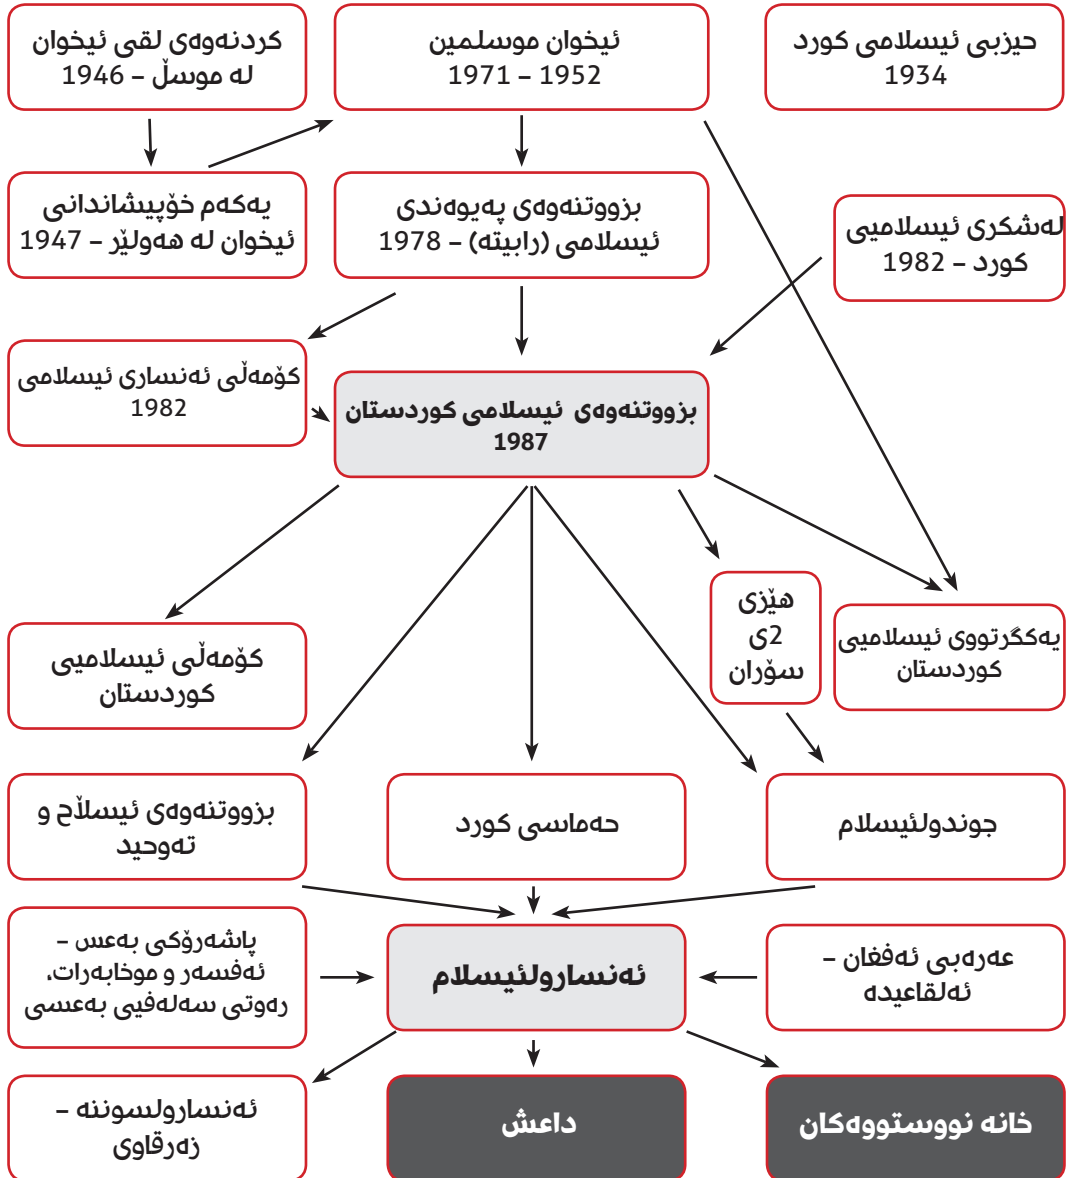 حیزبی ئیسلامی کورد
1934
ئیخوان موسلمین
1952 – 1971
کردنەوەی لقی ئیخوان
لە موسڵ – 1946
لەشکری ئیسلامیی
کورد – 1982
بزووتنەوەی پەیوەندی
ئیسلامی (رابیتە) – 1978
یەکەم خۆپیشاندانی
ئیخوان لە هەولێر – 1947
کۆمەڵی ئەنساری ئیسلامی
1982
بزووتنەوەی ئیسلامی کوردستان
1987
یەکگرتووی ئیسلامیی
کوردستان
هێزی
2ی
سۆران
کۆمەڵی ئیسلامیی
کوردستان
جوندولئیسلام
حەماسی کورد
بزووتنەوەی ئیسڵاح و
تەوحید
عەرەبی ئەفغان –
ئەلقاعیدە
ئەنسارولئیسلام
پاشەرۆکی بەعس –
ئەفسەر و موخابەرات،
رەوتی سەلەفیی بەعسی
خانە نووستووەکان
داعش
ئەنسارولسوننە –
زەرقاوی